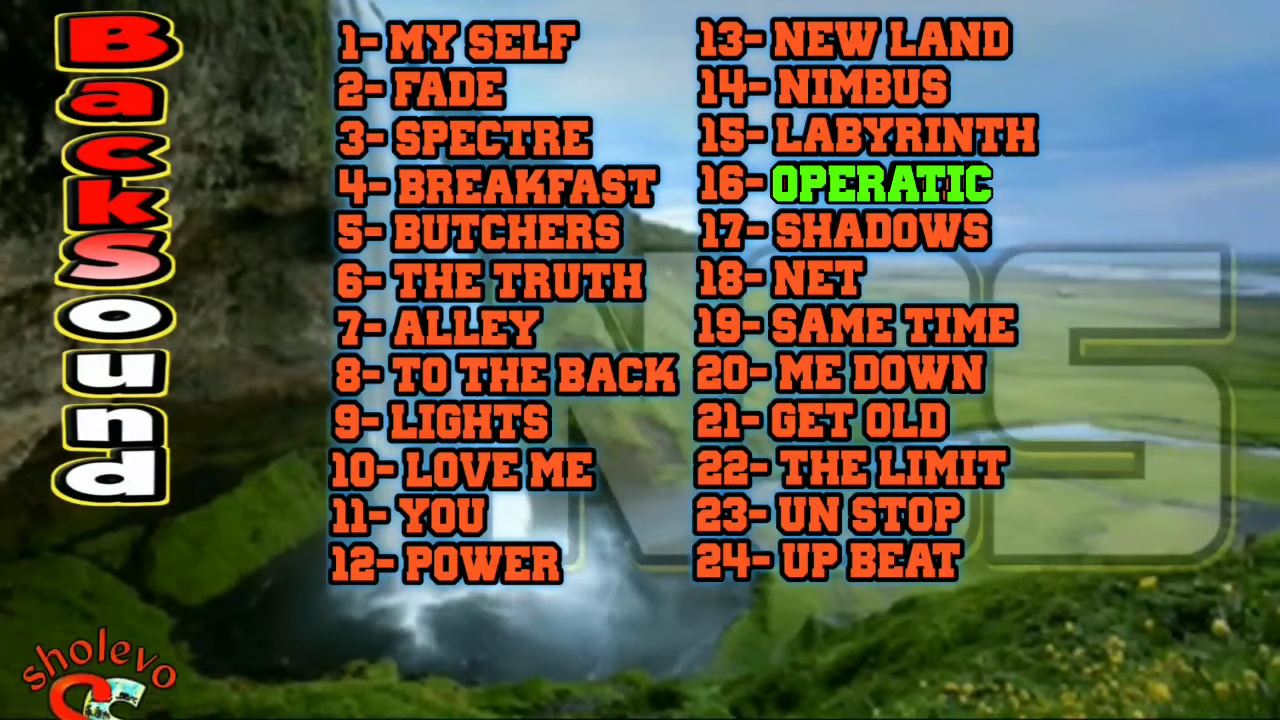 BackSound
1- MY SELF
2- FADE
3- SPECTRE
4- BREAKFAST
5- BUTCHERS
6- THE TRUTH
7- ALLEY
8- TO THE BACK
9- LIGHTS
10- LOVE ME
11- YOU
12- POWER
13- NEW LAND
14- NIMBUS
15- LABYRINTH
16- OPERATIC
17- SHADOWS
18- NET
19- SAME TIME
20- ME DOWN
21- GET OLD
22- THE LIMIT
23- UN STOP
24- UP BEAT
sholevo